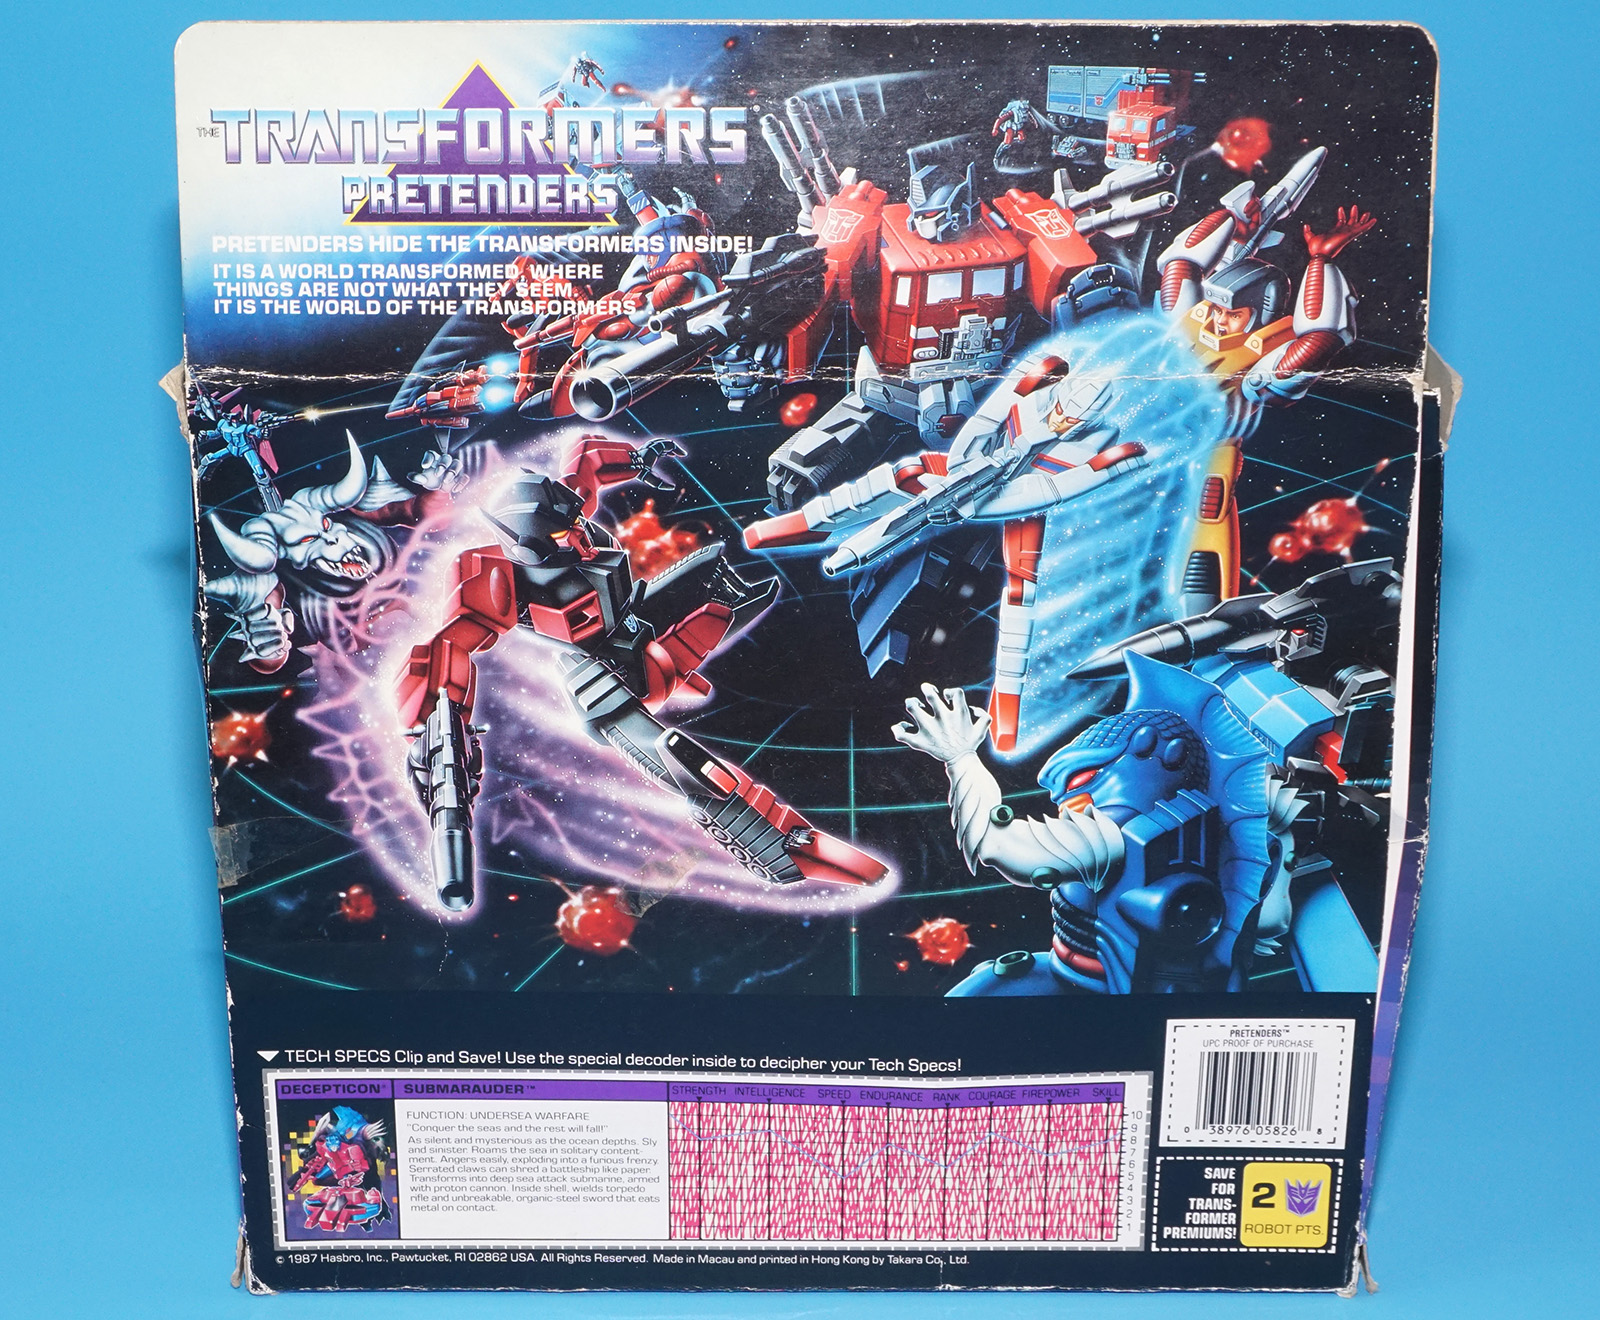 THE TRANSFORMERS®
PRETENDERS™
PRETENDERS HIDE THE TRANSFORMERS INSIDE!
IT IS A WORLD TRANSFORMED, WHERE
THINGS ARE NOT WHAT THEY SEEM.
IT IS THE WORLD OF THE TRANSFORMERS...
TECH SPECS Clip and Save! Use the special decoder inside to decipher your Tech Specs!
DECEPTICON® SUBMARAUDER™
FUNCTION: UNDERSEA WARFARE
"Conquer the seas and the rest will fall!"
As silent and mysterious as the ocean depths. Sly
and sinister. Roams the sea in solitary content-
ment. Angers easily, exploding into a furious frenzy.
Serrated claws can shred a battleship like paper.
Transforms into deep sea attack submarine, armed
with proton cannon. Inside shell, wields torpedo
rifle and unbreakable, organic-steel sword that eats
metal on contact.
STRENGTH INTELLIGENCE SPEED ENDURANCE RANK COURAGE FIREPOWER SKILL
10
9
8
7
6
5
4
3
2
1
PRETENDERS™
UPC PROOF OF PURCHASE
0 38976 05826 8
SAVE
FOR
TRANS-
FORMER
PREMIUMS!
2
ROBOT PTS.
© 1987 Hasbro, Inc., Pawtucket, RI 02862 USA. All Rights Reserved. Made in Macau and printed in Hong Kong by Takara Co., Ltd.